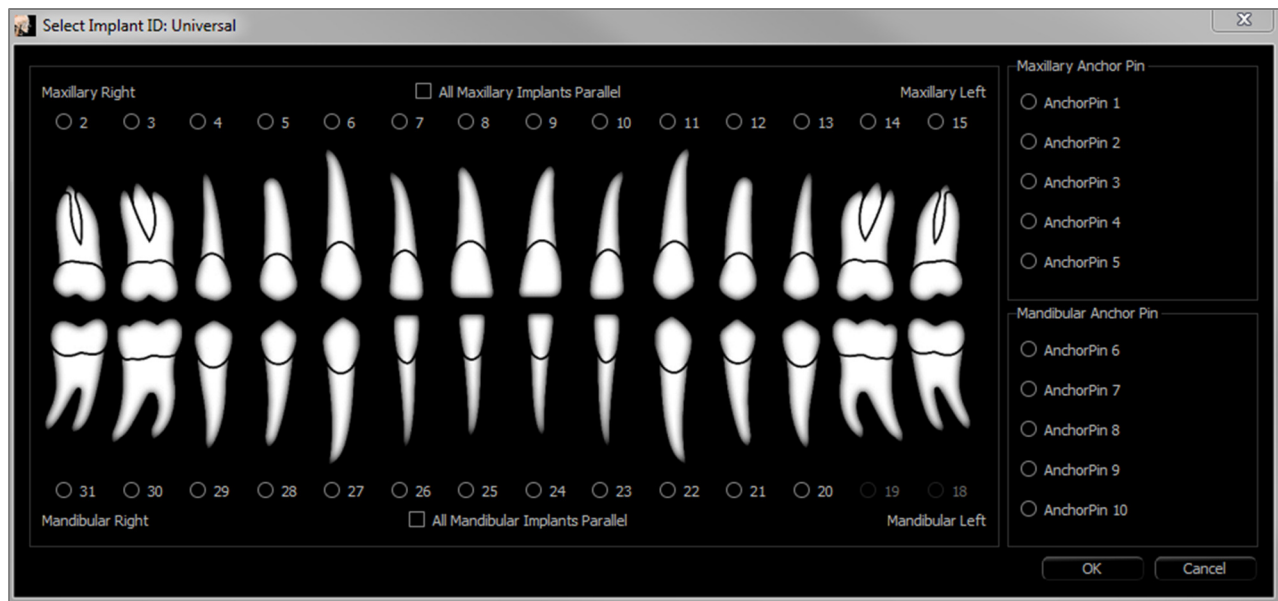 Select Implant ID: Universal
Maxillary Right
All Maxillary Implants Parallel
Maxillary Left
2 3 4 5 6 7 8 9 10 11 12 13 14 15
31 30 29 28 27 26 25 24 23 22 21 20 19 18
Mandibular Right
All Mandibular Implants Parallel
Mandibular Left
Maxillary Anchor Pin
AnchorPin 1
AnchorPin 2
AnchorPin 3
AnchorPin 4
AnchorPin 5
Mandibular Anchor Pin
AnchorPin 6
AnchorPin 7
AnchorPin 8
AnchorPin 9
AnchorPin 10
OK
Cancel